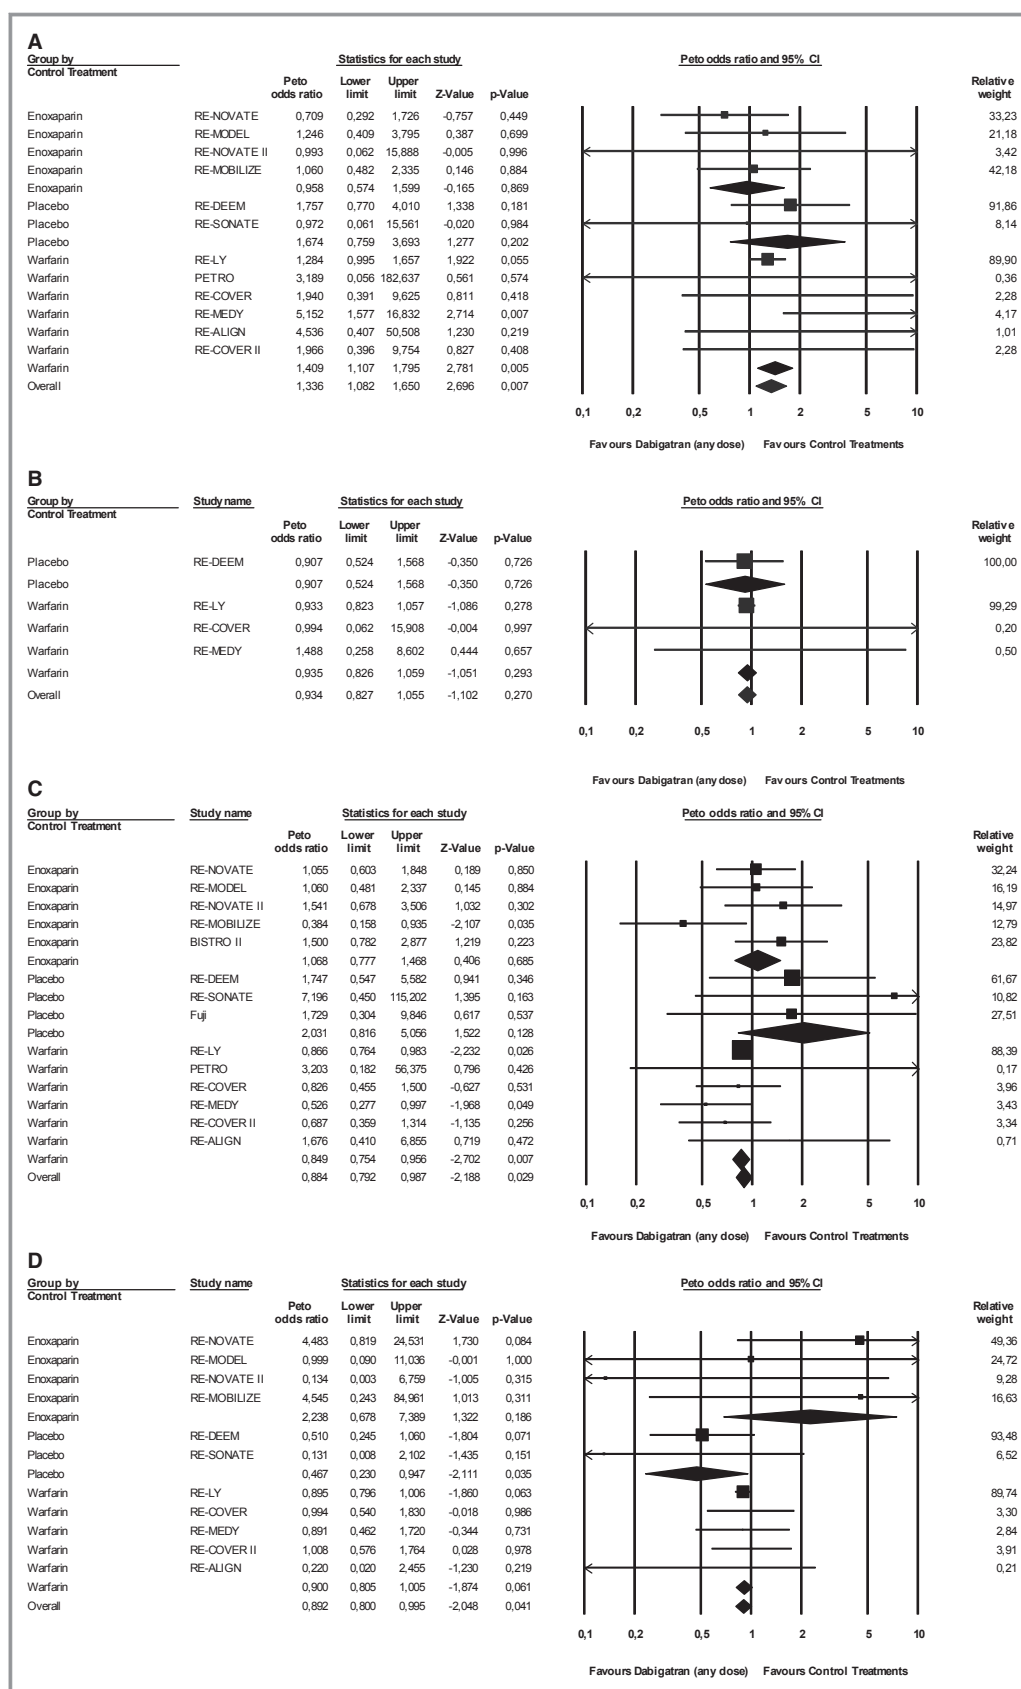 A
Group by Statistics for each study Peto odds ratio and 95% CI
Control Treatment
Peto Lower Upper Relative
odds ratio limit limit Z-Value p-Value weight
Enoxaparin RE-NOVATE 0,709 0,292 1,726 -0,757 0,449 33,23
Enoxaparin RE-MODEL 1,246 0,409 3,795 0,387 0,699 21,18
Enoxaparin RE-NOVATE II 0,993 0,062 15,888 -0,005 0,996 3,42
Enoxaparin RE-MOBILIZE 1,060 0,482 2,335 0,146 0,884 42,18
Enoxaparin 0,958 0,574 1,599 -0,165 0,869
Placebo RE-DEEM 1,757 0,770 4,010 1,338 0,181 91,86
Placebo RE-SONATE 0,972 0,061 15,561 -0,020 0,984 8,14
Placebo 1,674 0,759 3,693 1,277 0,202
Warfarin RE-LY 1,284 0,995 1,657 1,922 0,055 89,90
Warfarin PETRO 3,189 0,056 182,637 0,561 0,574 0,36
Warfarin RE-COVER 1,940 0,391 9,625 0,811 0,418 2,28
Warfarin RE-MEDY 5,152 1,577 16,832 2,714 0,007 4,17
Warfarin RE-ALIGN 4,536 0,407 50,508 1,230 0,219 1,01
Warfarin RE-COVER II 1,966 0,396 9,754 0,827 0,408 2,28
Warfarin 1,409 1,107 1,795 2,781 0,005
Overall 1,336 1,082 1,650 2,696 0,007
0,1 0,2 0,5 1 2 5 10
Favours Dabigatran (any dose) Favours Control Treatments
B
Group by Study name Statistics for each study Peto odds ratio and 95% CI
Control Treatment
Peto Lower Upper Relative
odds ratio limit limit Z-Value p-Value weight
Placebo RE-DEEM 0,907 0,524 1,568 -0,350 0,726 100,00
Placebo 0,907 0,524 1,568 -0,350 0,726
Warfarin RE-LY 0,933 0,823 1,057 -1,086 0,278 99,29
Warfarin RE-COVER 0,994 0,062 15,908 -0,004 0,997 0,20
Warfarin RE-MEDY 1,488 0,258 8,602 0,444 0,657 0,50
Warfarin 0,935 0,826 1,059 -1,051 0,293
Overall 0,934 0,827 1,055 -1,102 0,270
0,1 0,2 0,5 1 2 5 10
Favours Dabigatran (any dose) Favours Control Treatments
C
Group by Study name Statistics for each study Peto odds ratio and 95% CI
Control Treatment
Peto Lower Upper Relative
odds ratio limit limit Z-Value p-Value weight
Enoxaparin RE-NOVATE 1,055 0,603 1,848 0,189 0,850 32,24
Enoxaparin RE-MODEL 1,060 0,481 2,337 0,145 0,884 16,19
Enoxaparin RE-NOVATE II 1,541 0,678 3,506 1,032 0,302 14,97
Enoxaparin RE-MOBILIZE 0,384 0,158 0,935 -2,107 0,035 12,79
Enoxaparin BISTRO II 1,500 0,782 2,877 1,219 0,223 23,82
Enoxaparin 1,068 0,777 1,468 0,406 0,685
Placebo RE-DEEM 1,747 0,547 5,582 0,941 0,346 61,67
Placebo RE-SONATE 7,196 0,450 115,202 1,395 0,163 10,82
Placebo Fuji 1,729 0,304 9,846 0,617 0,537 27,51
Placebo 2,031 0,816 5,056 1,522 0,128
Warfarin RE-LY 0,866 0,764 0,983 -2,232 0,026 88,39
Warfarin PETRO 3,203 0,182 56,375 0,796 0,426 0,17
Warfarin RE-COVER 0,826 0,455 1,500 -0,627 0,531 3,96
Warfarin RE-MEDY 0,526 0,277 0,997 -1,968 0,049 3,43
Warfarin RE-COVER II 0,687 0,359 1,314 -1,135 0,256 3,34
Warfarin RE-ALIGN 1,676 0,410 6,855 0,719 0,472 0,71
Warfarin 0,849 0,754 0,956 -2,702 0,007
Overall 0,884 0,792 0,987 -2,188 0,029
0,1 0,2 0,5 1 2 5 10
Favours Dabigatran (any dose) Favours Control Treatments
D
Group by Study name Statistics for each study Peto odds ratio and 95% CI
Control Treatment
Peto Lower Upper Relative
odds ratio limit limit Z-Value p-Value weight
Enoxaparin RE-NOVATE 4,483 0,819 24,531 1,730 0,084 49,36
Enoxaparin RE-MODEL 0,999 0,090 11,036 -0,001 1,000 24,72
Enoxaparin RE-NOVATE II 0,134 0,003 6,759 -1,005 0,315 9,28
Enoxaparin RE-MOBILIZE 4,545 0,243 84,961 1,013 0,311 16,63
Enoxaparin 2,238 0,678 7,389 1,322 0,186
Placebo RE-DEEM 0,510 0,245 1,060 -1,804 0,071 93,48
Placebo RE-SONATE 0,131 0,008 2,102 -1,435 0,151 6,52
Placebo 0,467 0,230 0,947 -2,111 0,035
Warfarin RE-LY 0,895 0,796 1,006 -1,860 0,063 89,74
Warfarin RE-COVER 0,994 0,540 1,830 -0,018 0,986 3,30
Warfarin RE-MEDY 0,891 0,462 1,720 -0,344 0,731 2,84
Warfarin RE-COVER II 1,008 0,576 1,764 0,028 0,978 3,91
Warfarin RE-ALIGN 0,220 0,020 2,455 -1,230 0,219 0,21
Warfarin 0,900 0,805 1,005 -1,874 0,061
Overall 0,892 0,800 0,995 -2,048 0,041
0,1 0,2 0,5 1 2 5 10
Favours Dabigatran (any dose) Favours Control Treatments